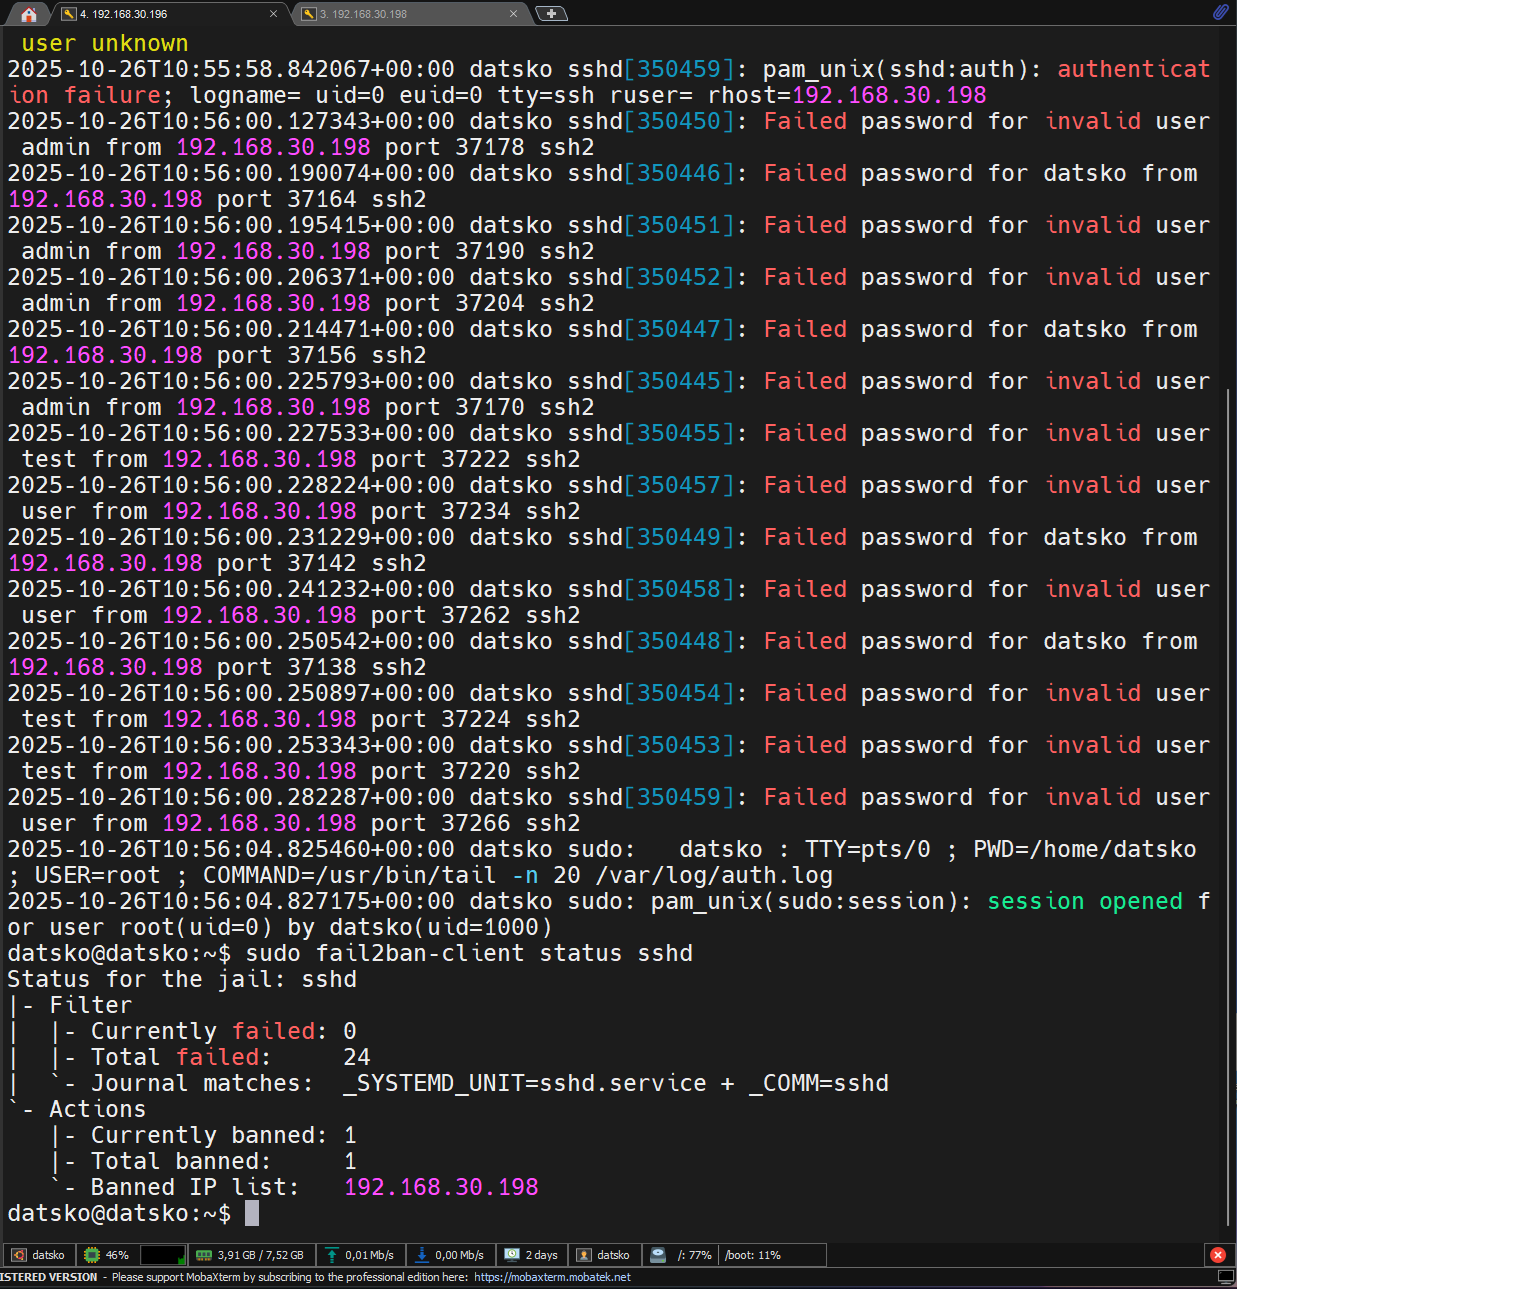 4. 192.168.30.196
3. 192.168.30.198
user unknown
2025-10-26T10:55:58.842067+00:00 datsko sshd[350459]: pam_unix(sshd:auth): authenticat
ion failure; logname= uid=0 euid=0 tty=ssh ruser= rhost=192.168.30.198
2025-10-26T10:56:00.127343+00:00 datsko sshd[350450]: Failed password for invalid user
admin from 192.168.30.198 port 37178 ssh2
2025-10-26T10:56:00.190074+00:00 datsko sshd[350446]: Failed password for datsko from
192.168.30.198 port 37164 ssh2
2025-10-26T10:56:00.195415+00:00 datsko sshd[350451]: Failed password for invalid user
admin from 192.168.30.198 port 37190 ssh2
2025-10-26T10:56:00.206371+00:00 datsko sshd[350452]: Failed password for invalid user
admin from 192.168.30.198 port 37204 ssh2
2025-10-26T10:56:00.214471+00:00 datsko sshd[350447]: Failed password for datsko from
192.168.30.198 port 37156 ssh2
2025-10-26T10:56:00.225793+00:00 datsko sshd[350445]: Failed password for invalid user
admin from 192.168.30.198 port 37170 ssh2
2025-10-26T10:56:00.227533+00:00 datsko sshd[350455]: Failed password for invalid user
test from 192.168.30.198 port 37222 ssh2
2025-10-26T10:56:00.228224+00:00 datsko sshd[350457]: Failed password for invalid user
user from 192.168.30.198 port 37234 ssh2
2025-10-26T10:56:00.231229+00:00 datsko sshd[350449]: Failed password for datsko from
192.168.30.198 port 37142 ssh2
2025-10-26T10:56:00.241232+00:00 datsko sshd[350458]: Failed password for invalid user
user from 192.168.30.198 port 37262 ssh2
2025-10-26T10:56:00.250542+00:00 datsko sshd[350448]: Failed password for datsko from
192.168.30.198 port 37138 ssh2
2025-10-26T10:56:00.250897+00:00 datsko sshd[350454]: Failed password for invalid user
test from 192.168.30.198 port 37224 ssh2
2025-10-26T10:56:00.253343+00:00 datsko sshd[350453]: Failed password for invalid user
test from 192.168.30.198 port 37220 ssh2
2025-10-26T10:56:00.282287+00:00 datsko sshd[350459]: Failed password for invalid user
user from 192.168.30.198 port 37266 ssh2
2025-10-26T10:56:04.825460+00:00 datsko sudo:   datsko : TTY=pts/0 ; PWD=/home/datsko
; USER=root ; COMMAND=/usr/bin/tail -n 20 /var/log/auth.log
2025-10-26T10:56:04.827175+00:00 datsko sudo: pam_unix(sudo:session): session opened f
or user root(uid=0) by datsko(uid=1000)
datsko@datsko:~$ sudo fail2ban-client status sshd
Status for the jail: sshd
|- Filter
|  |- Currently failed: 0
|  |- Total failed:     24
|  `- Journal matches:  _SYSTEMD_UNIT=sshd.service + _COMM=sshd
`- Actions
   |- Currently banned: 1
   |- Total banned:     1
   `- Banned IP list:   192.168.30.198
datsko@datsko:~$
datsko 46% 3,91 GB / 7,52 GB 0,01 Mb/s 0,00 Mb/s 2 days datsko /: 77% /boot: 11%
ISTERED VERSION - Please support MobaXterm by subscribing to the professional edition here: https://mobaxterm.mobatek.net